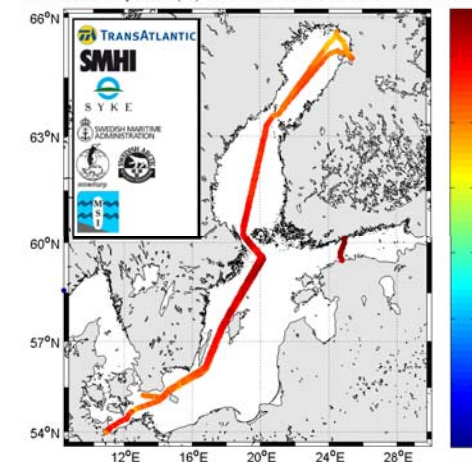 66°N
TRANSATLANTIC
SMHI
SYKE
SWEDISH MARITIME
ADMINISTRATION
63°N
MSI
60°N
57°N
54°N
12°E 16°E 20°E 24°E 28°E